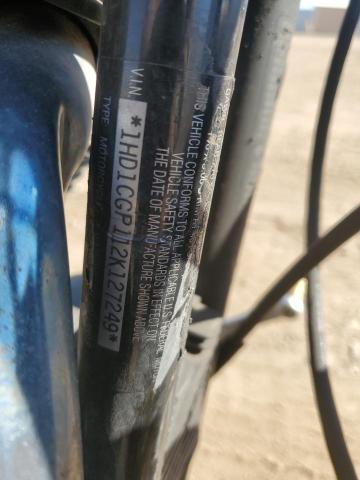 THIS VEHICLE CONFORMS TO ALL APPLICABLE U.S. FEDERAL
VEHICLE SAFETY STANDARDS IN EFFECT ON
THE DATE OF MANUFACTURE SHOWN ABOVE
V.I.N. *1HD1CGP112K127249*
TYPE MOTORCYCLE